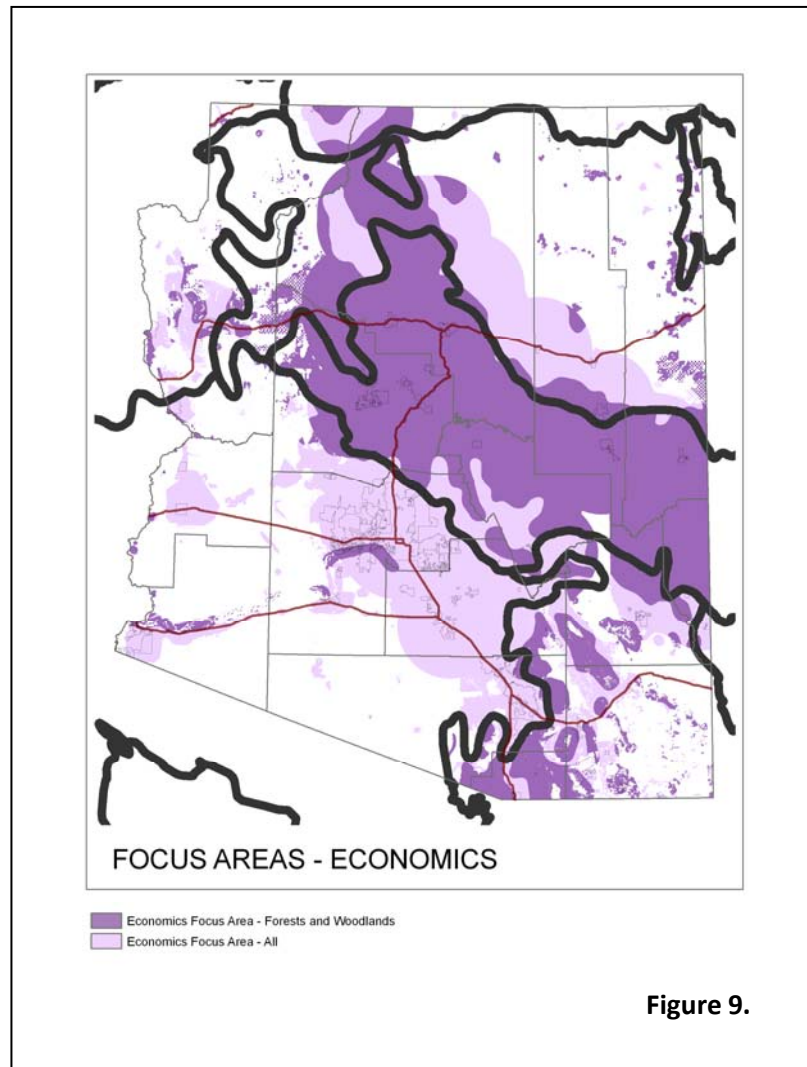 FOCUS AREAS - ECONOMICS
Economics Focus Area - Forests and Woodlands
Economics Focus Area - All
Figure 9.